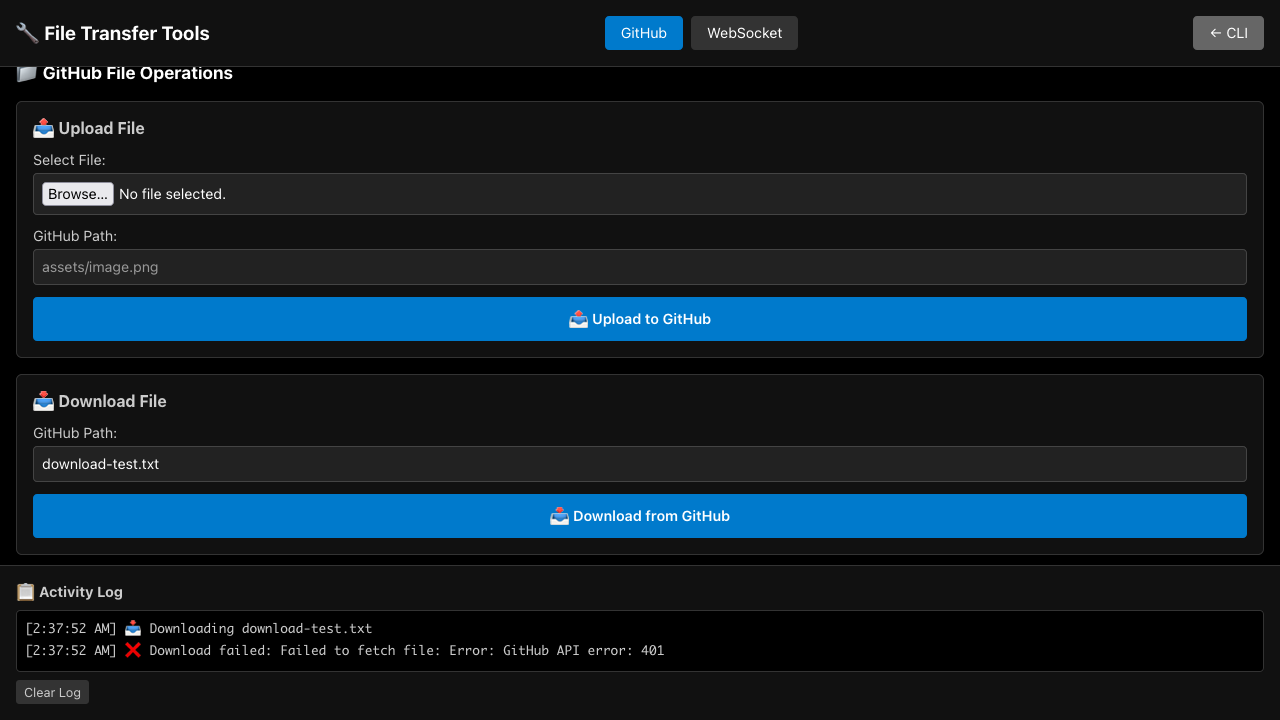 🔧 File Transfer Tools
GitHub
WebSocket
← CLI
📁 GitHub File Operations
📤 Upload File
Select File:
Browse... No file selected.
GitHub Path:
assets/image.png
📤 Upload to GitHub
📥 Download File
GitHub Path:
download-test.txt
📥 Download from GitHub
📋 Activity Log
[2:37:52 AM] 📥 Downloading download-test.txt
[2:37:52 AM] ❌ Download failed: Failed to fetch file: Error: GitHub API error: 401
Clear Log